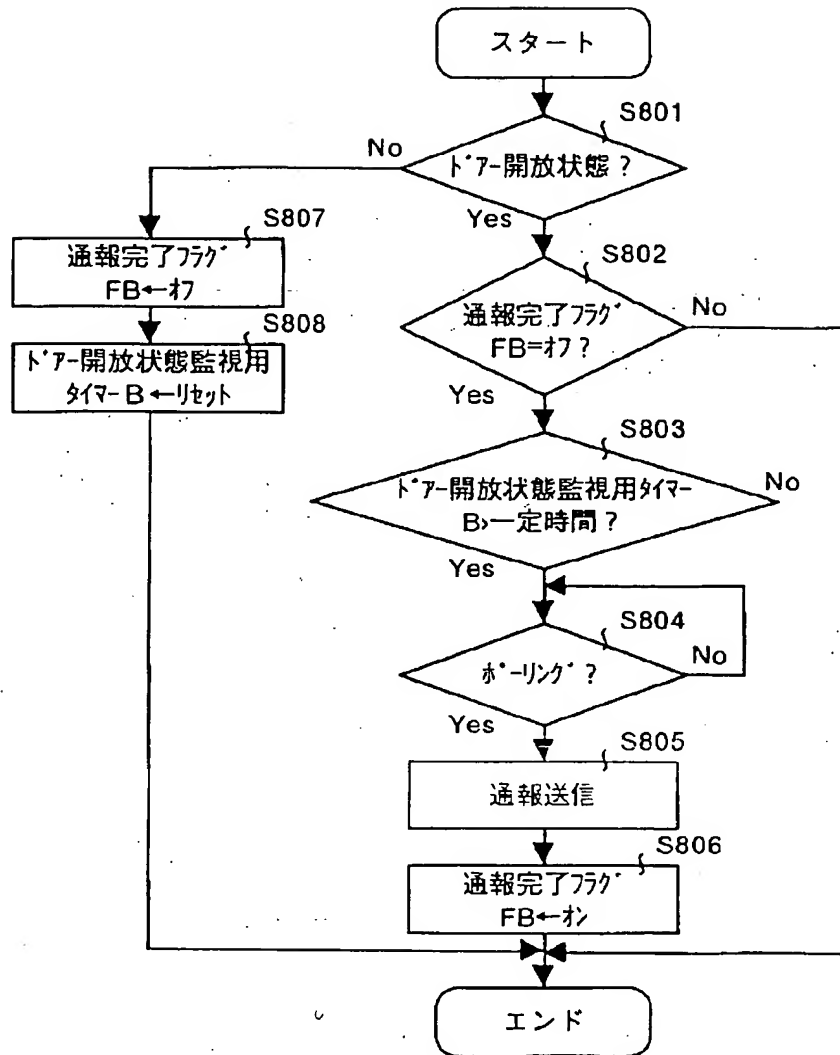 スタート
S801
ドアー開放状態？
No
Yes
S807
通報完了フラグ
FB←オフ
S802
通報完了フラグ
FB=オフ？
No
Yes
S808
ドアー開放状態監視用
タイマーB←リセット
S803
ドアー開放状態監視用タイマー
B>一定時間？
No
Yes
S804
ポーリング？
No
Yes
S805
通報送信
S806
通報完了フラグ
FB←オン
エンド